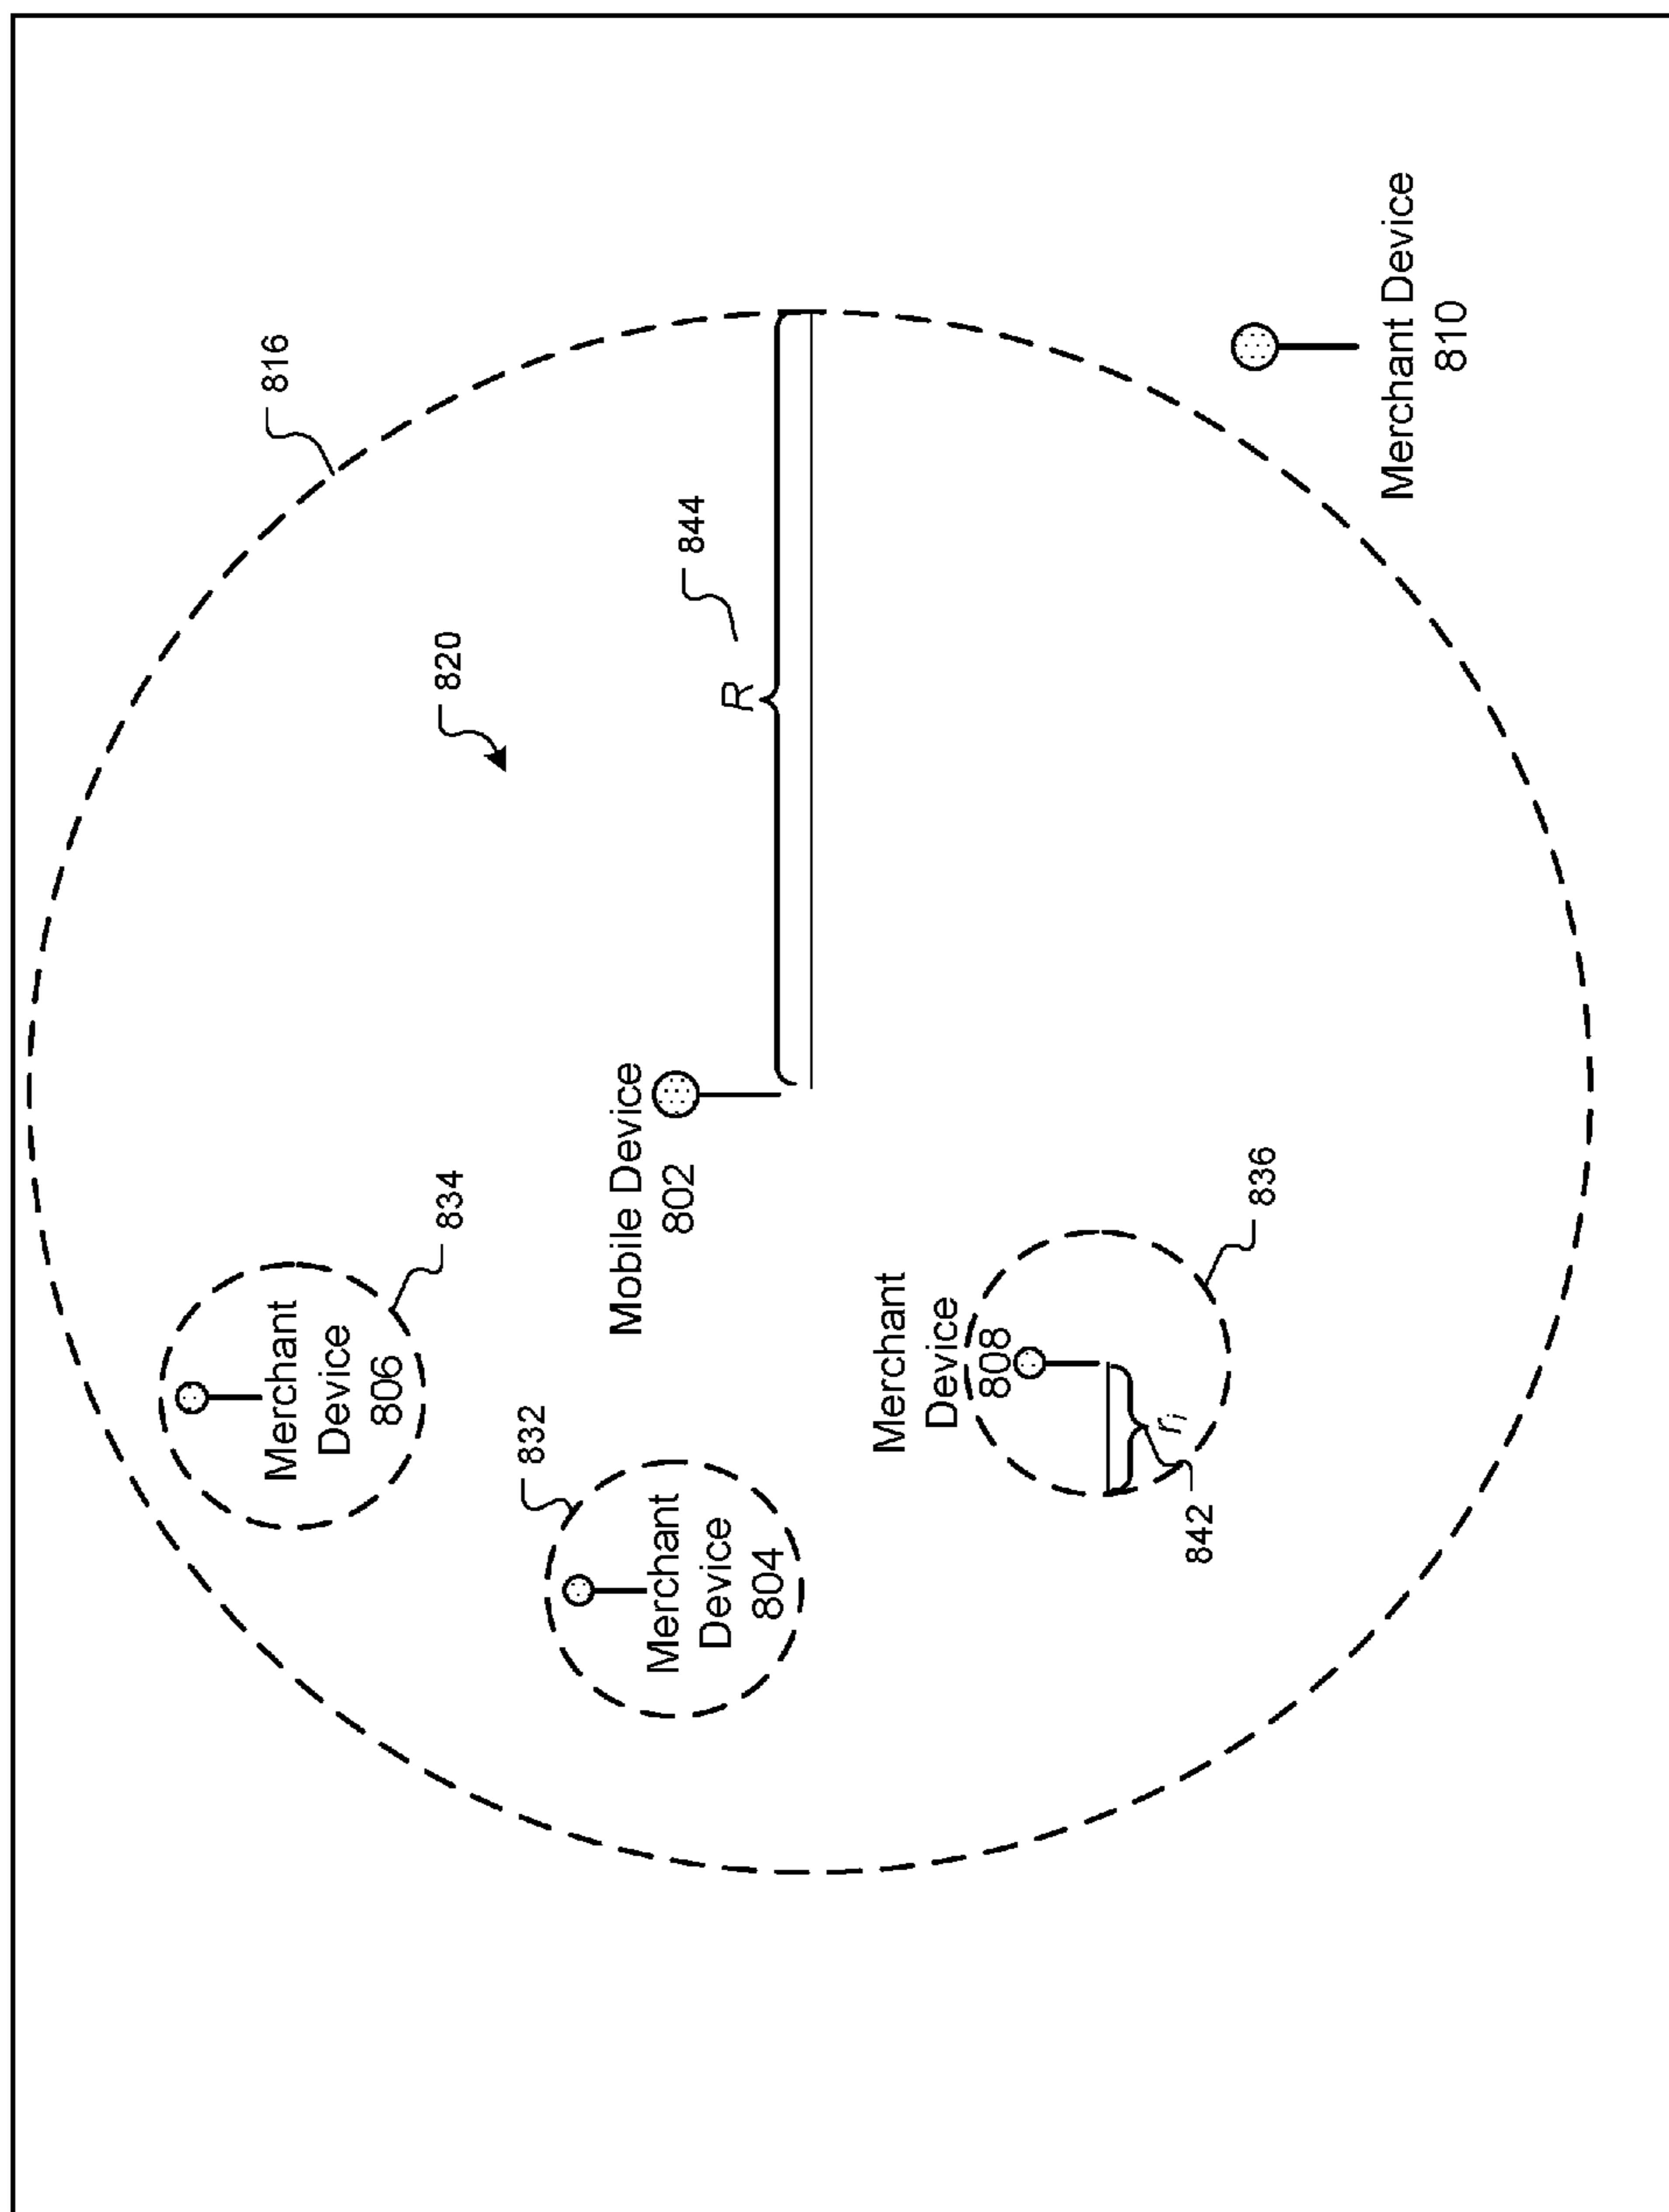 816
Merchant
Device
806
834
820
832
Mobile Device
802
Merchant
Device
804
844
R
Merchant
Device
808
rᵢ
842
836
Merchant Device
810